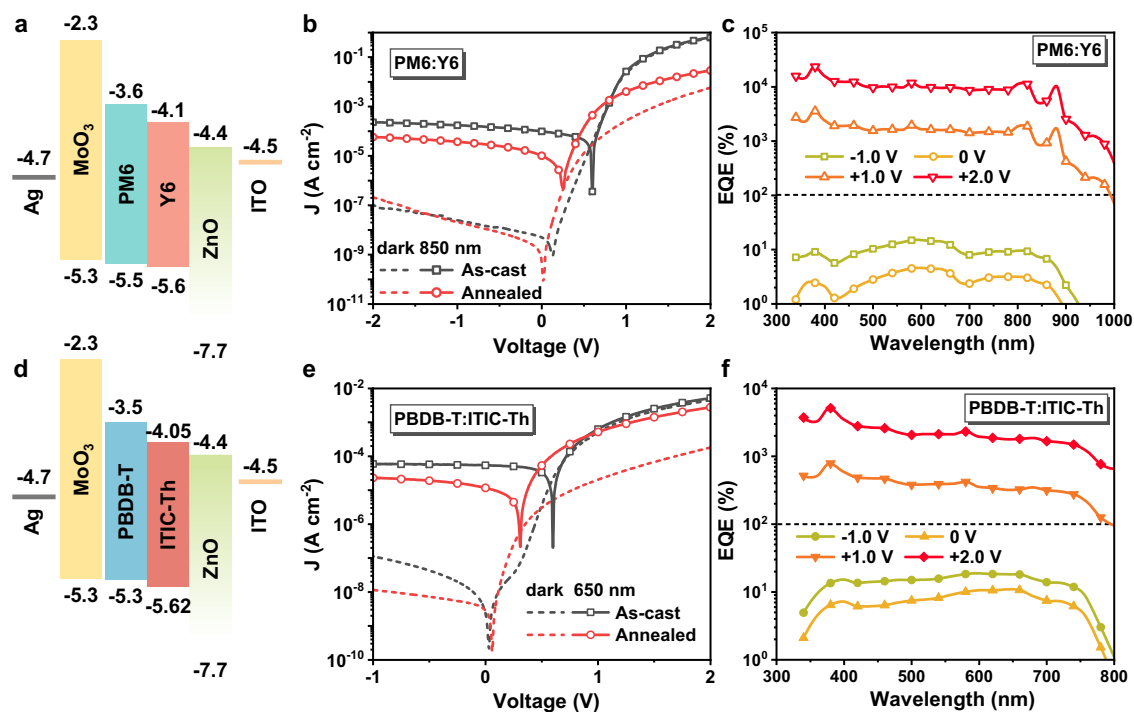 a
-2.3
-3.6
-4.1
-4.4
-4.5
-4.7
Ag
MoO3
PM6
Y6
ZnO
ITO
-5.3
-5.5
-5.6
-7.7
b
PM6:Y6
J (A cm⁻²)
10⁻¹
10⁻³
10⁻⁵
10⁻⁷
10⁻⁹
10⁻¹¹
dark 850 nm
As-cast
Annealed
-2 -1 0 1 2
Voltage (V)
c
PM6:Y6
EQE (%)
10⁵
10⁴
10³
10²
10¹
10⁰
-1.0 V 0 V
+1.0 V +2.0 V
300 400 500 600 700 800 900 1000
Wavelength (nm)
d
-2.3
-3.5
-4.05
-4.4
-4.5
-4.7
Ag
MoO3
PBDB-T
ITIC-Th
ZnO
ITO
-5.3
-5.3
-5.62
-7.7
e
PBDB-T:ITIC-Th
J (A cm⁻²)
10⁻²
10⁻⁴
10⁻⁶
10⁻⁸
10⁻¹⁰
dark 650 nm
As-cast
Annealed
-1 0 1 2
Voltage (V)
f
PBDB-T:ITIC-Th
EQE (%)
10⁴
10³
10²
10¹
10⁰
-1.0 V 0 V
+1.0 V +2.0 V
300 400 500 600 700 800
Wavelength (nm)